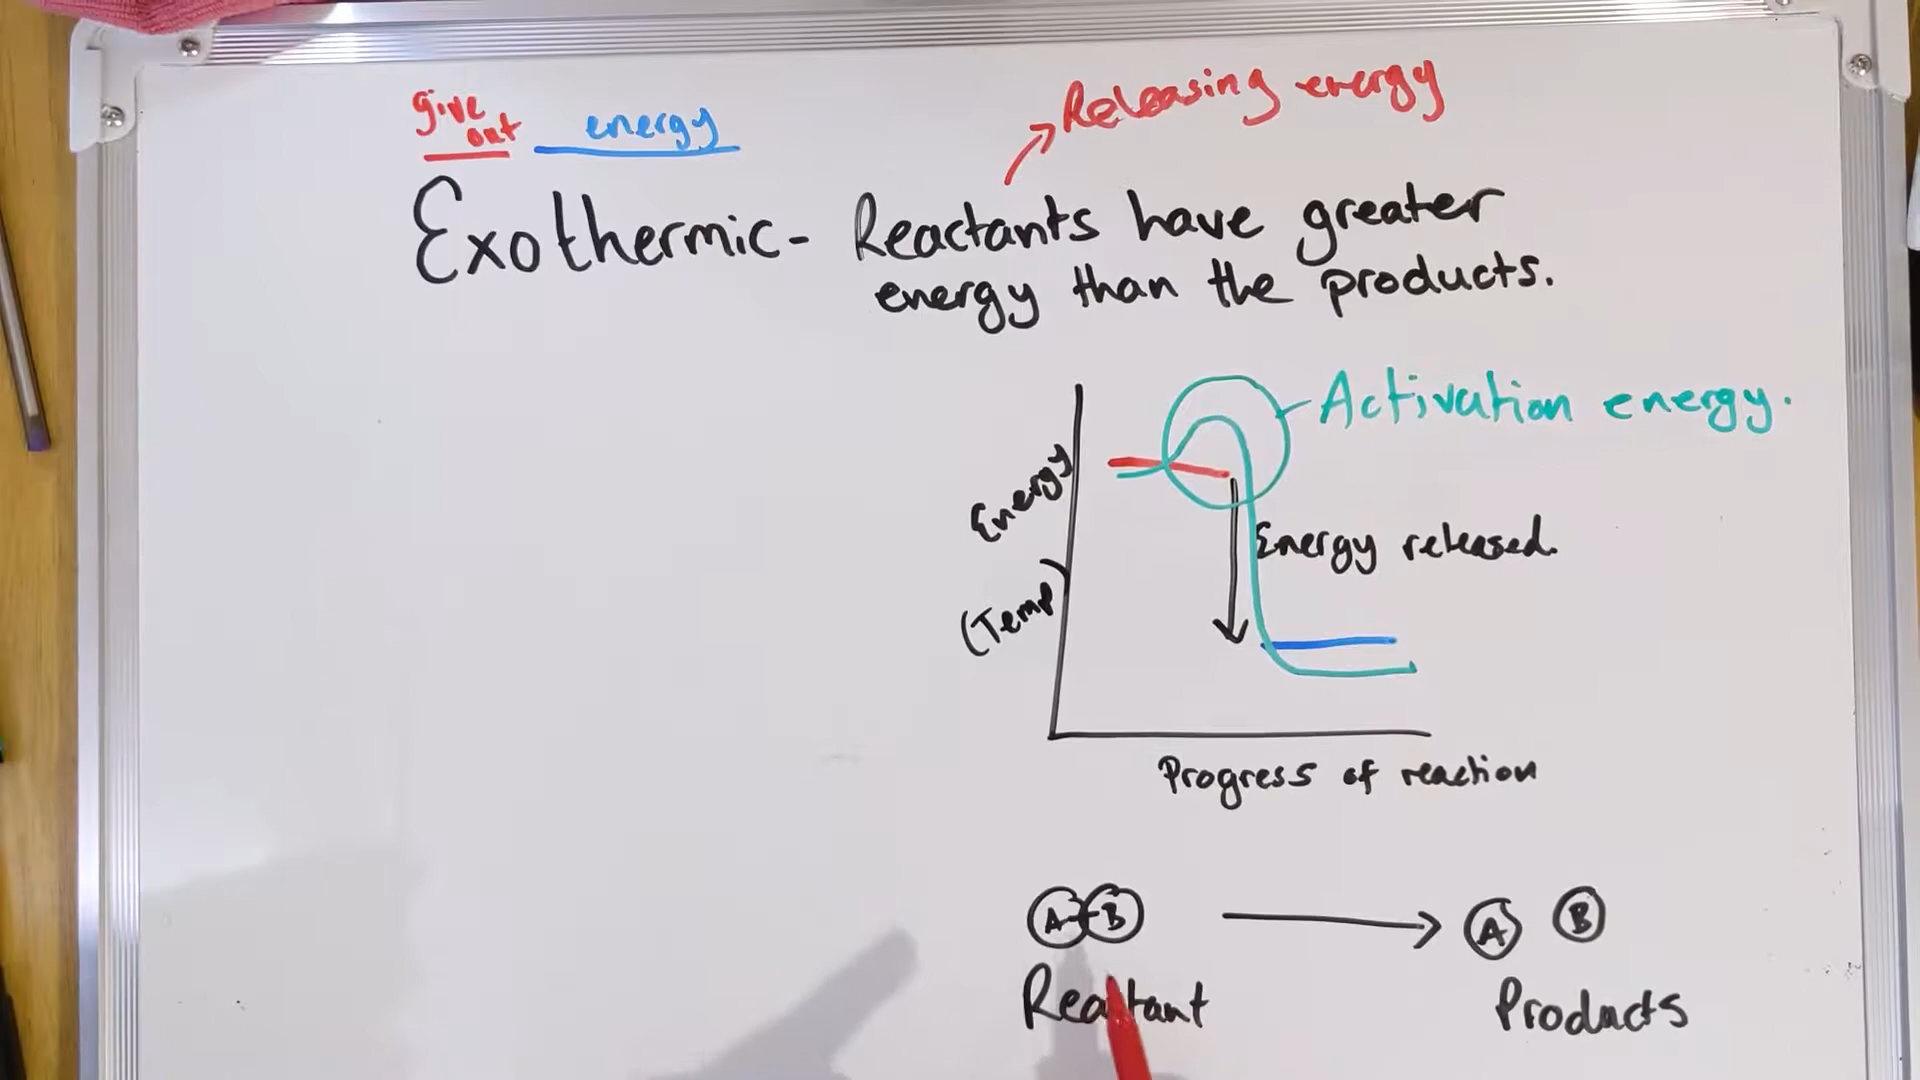 give out energy
Releasing energy
Exothermic- Reactants have greater
energy than the products.
Activation energy.
Energy
(Temp)
Energy released.
Progress of reaction
A B
A B
Reactant
Products